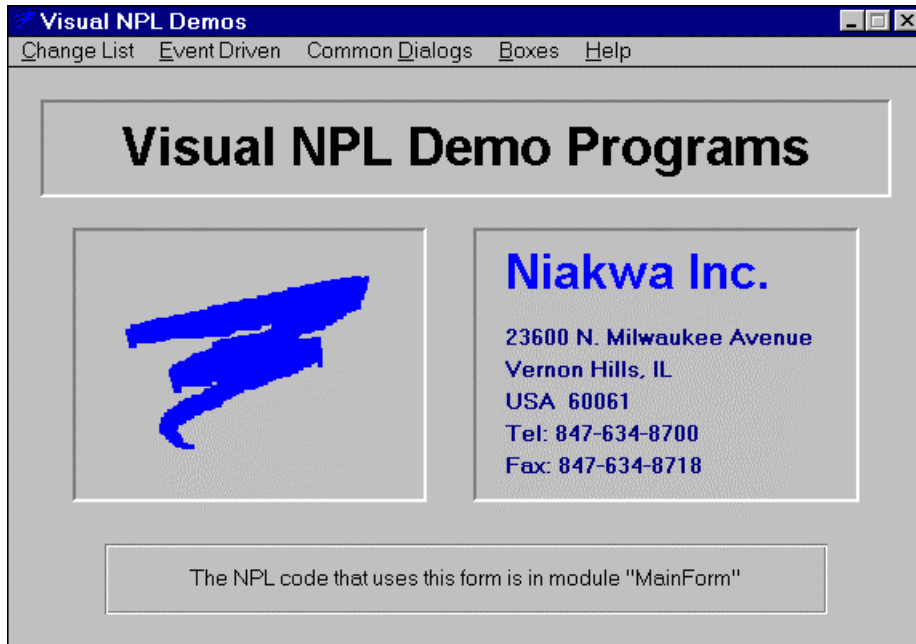 Visual NPL Demos
Change List Event Driven Common Dialogs Boxes Help
Visual NPL Demo Programs
Niakwa Inc.
23600 N. Milwaukee Avenue
Vernon Hills, IL
USA 60061
Tel: 847-634-8700
Fax: 847-634-8718
The NPL code that uses this form is in module "MainForm"